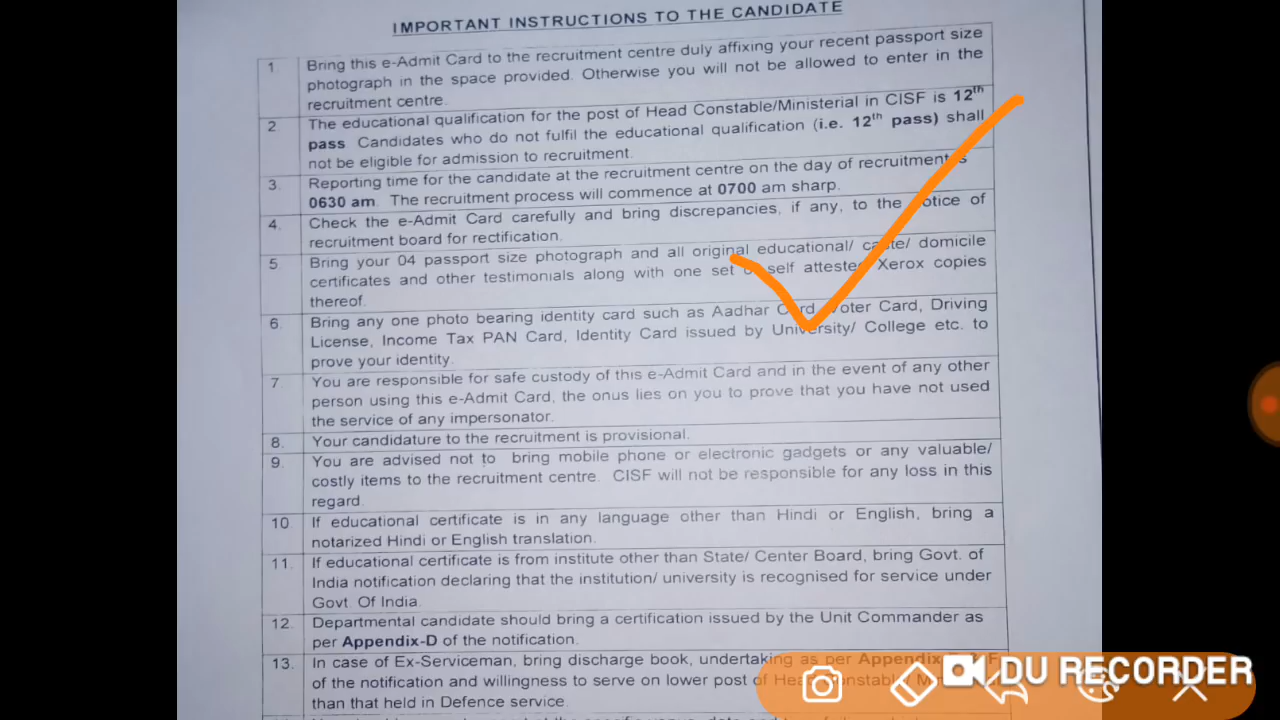 IMPORTANT INSTRUCTIONS TO THE CANDIDATE
1. Bring this e-Admit Card to the recruitment centre duly affixing your recent passport size
photograph in the space provided. Otherwise you will not be allowed to enter in the
recruitment centre.
2. The educational qualification for the post of Head Constable/Ministerial in CISF is 12th
pass Candidates who do not fulfil the educational qualification (i.e. 12th pass) shall
not be eligible for admission to recruitment.
3. Reporting time for the candidate at the recruitment centre on the day of recruitment is
0630 am. The recruitment process will commence at 0700 am sharp.
4. Check the e-Admit Card carefully and bring discrepancies, if any, to the notice of
recruitment board for rectification.
5 Bring your 04 passport size photograph and all original educational/ caste/ domicile
certificates and other testimonials along with one set of self attested Xerox copies
thereof.
6. Bring any one photo bearing identity card such as Aadhar Card, Voter Card, Driving
License, Income Tax PAN Card, Identity Card issued by University/ College etc. to
prove your identity.
7. You are responsible for safe custody of this e-Admit Card and in the event of any other
person using this e-Admit Card, the onus lies on you to prove that you have not used
the service of any impersonator.
8. Your candidature to the recruitment is provisional.
9. You are advised not to bring mobile phone or electronic gadgets or any valuable/
costly items to the recruitment centre. CISF will not be responsible for any loss in this
regard.
10. If educational certificate is in any language other than Hindi or English, bring a
notarized Hindi or English translation.
11. If educational certificate is from institute other than State/ Center Board, bring Govt. of
India notification declaring that the institution/ university is recognised for service under
Govt. Of India.
12. Departmental candidate should bring a certification issued by the Unit Commander as
per Appendix-D of the notification.
13. In case of Ex-Serviceman, bring discharge book, undertaking as per
of the notification and willingness to serve on lower post of Head
than that held in Defence service.
DU RECORDER